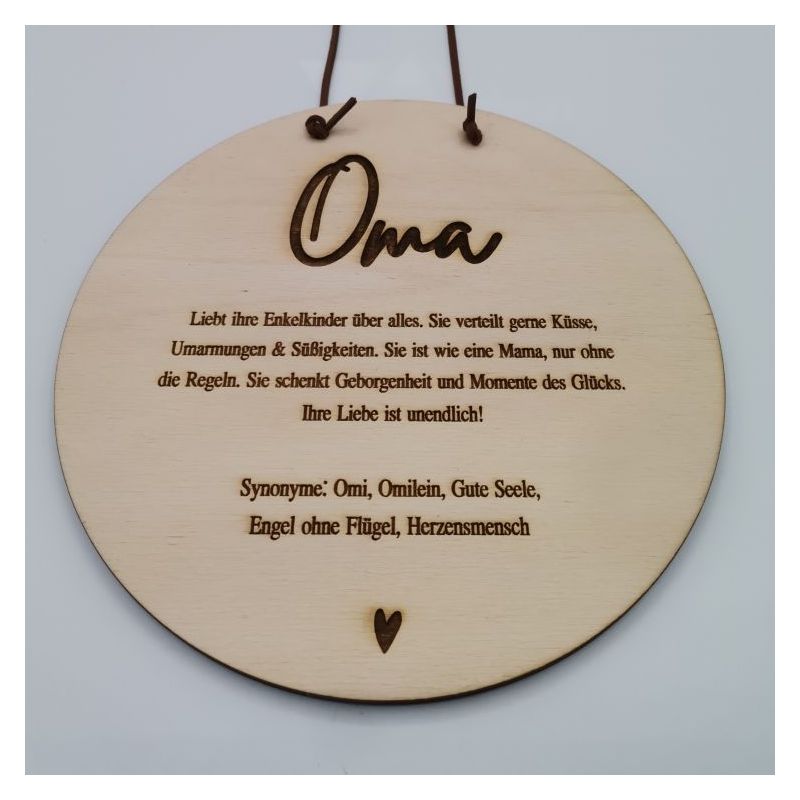 Oma
Liebt ihre Enkelkinder über alles. Sie verteilt gerne Küsse,
Umarmungen & Süßigkeiten. Sie ist wie eine Mama, nur ohne
die Regeln. Sie schenkt Geborgenheit und Momente des Glücks.
Ihre Liebe ist unendlich!
Synonyme: Omi, Omilein, Gute Seele,
Engel ohne Flügel, Herzensmensch